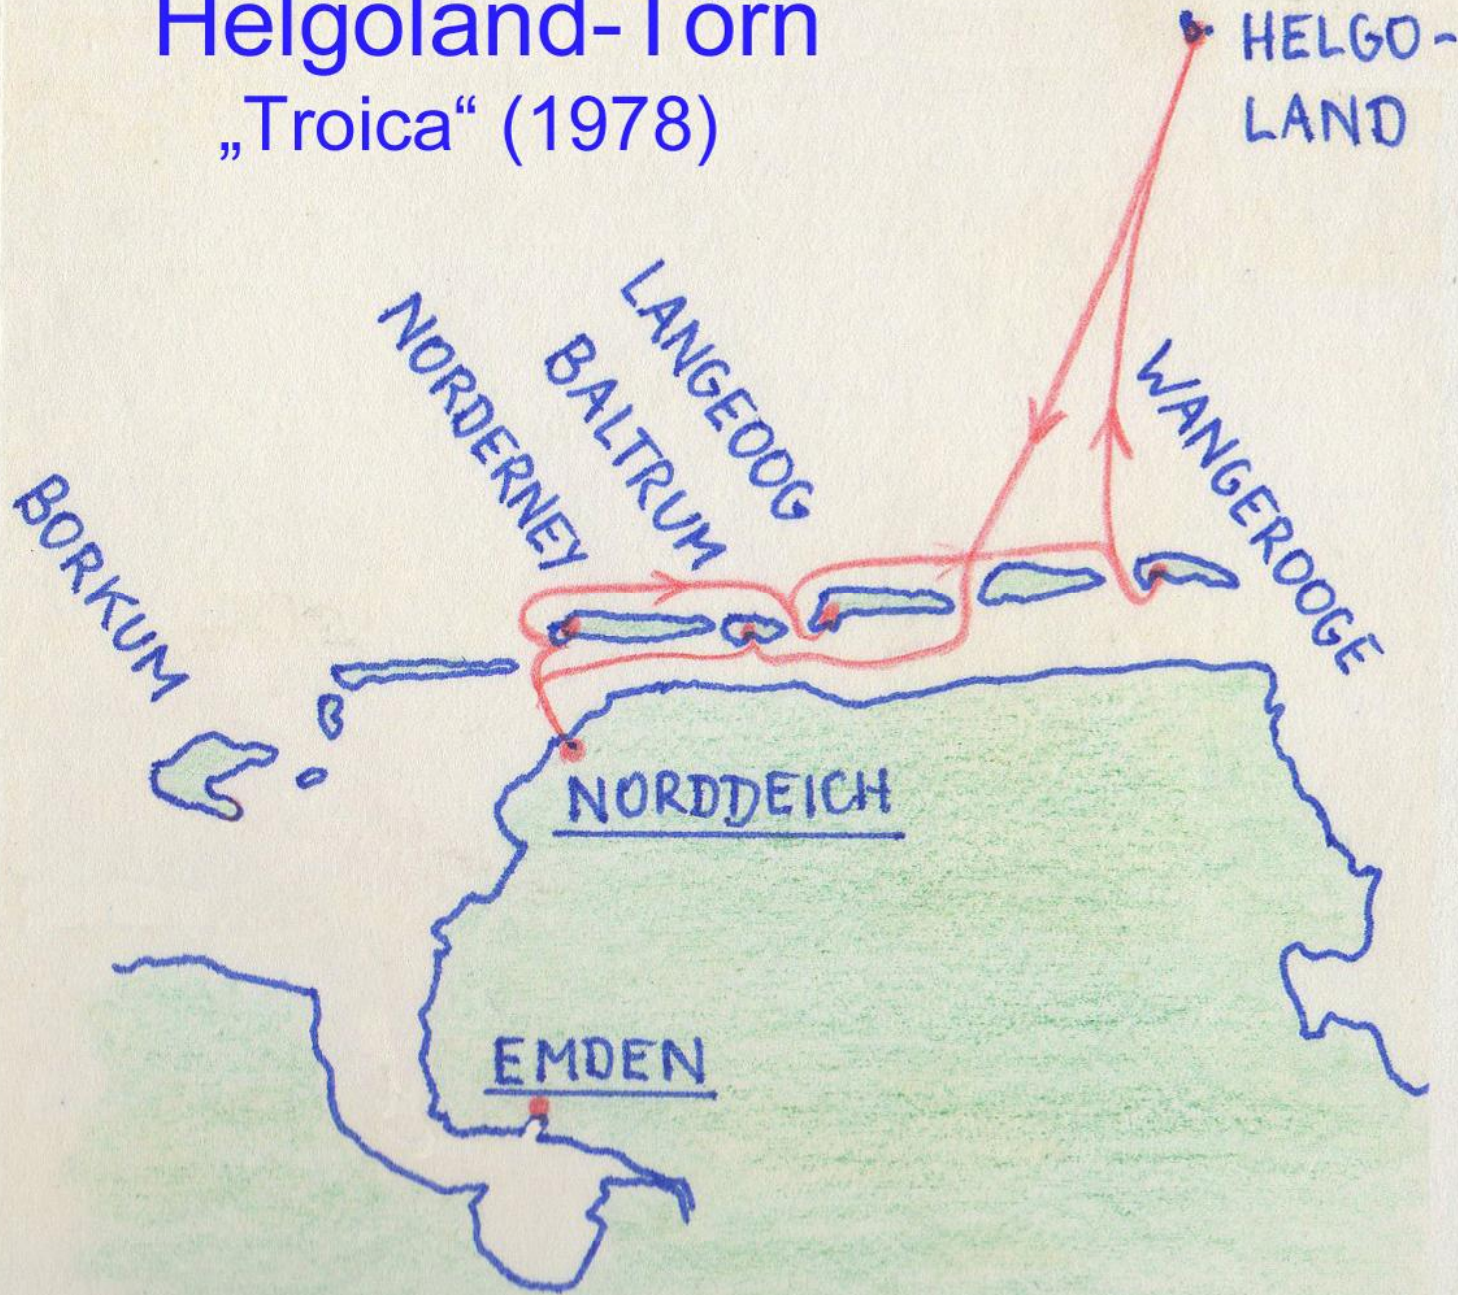 Helgoland-Törn
„Troica“ (1978)
HELGO-
LAND
LANGEOOG
NORDERNEY
BALTRUM
WANGEROOGE
BORKUM
NORDDEICH
EMDEN